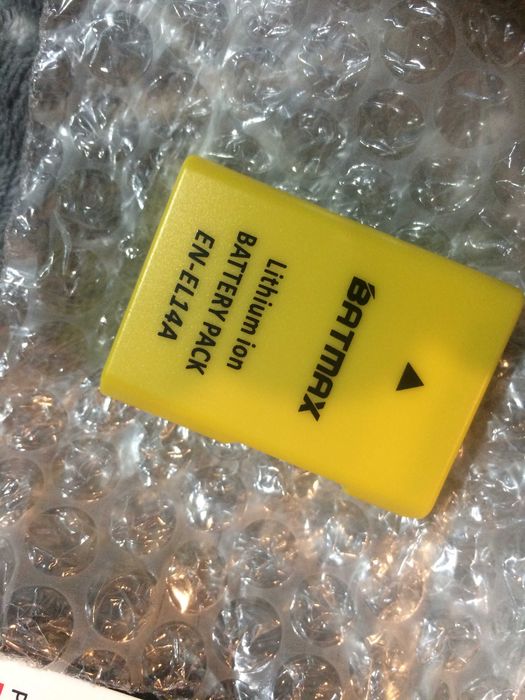 BATMAX
Lithium ion
BATTERY PACK
EN-EL14A